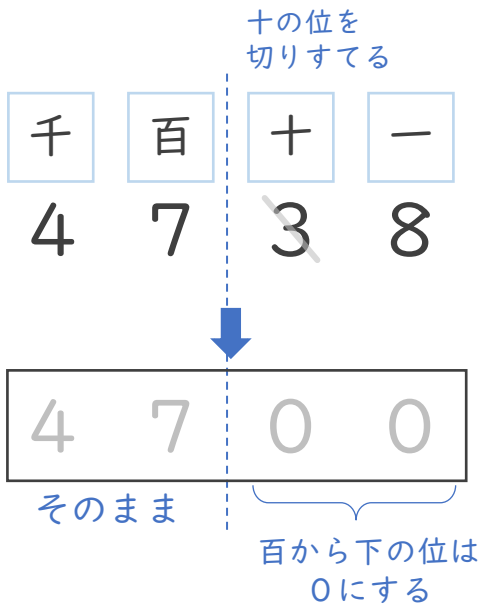 十の位を
切りすてる
千 百 十 一
4 7 3 8
4 7 0 0
そのまま
百から下の位は
0にする